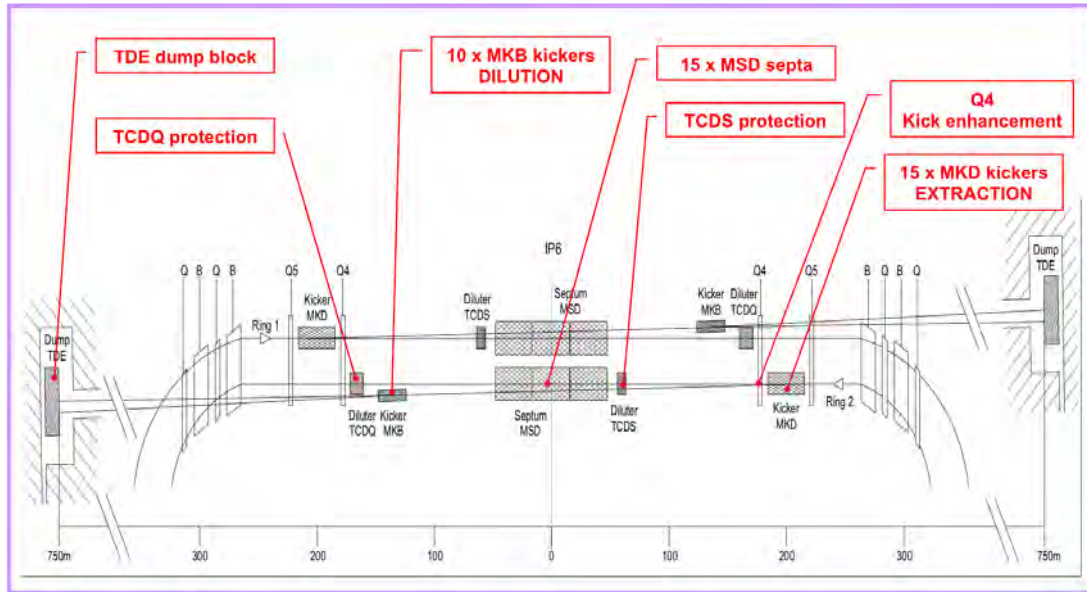 TDE dump block
10 x MKB kickers
DILUTION
15 x MSD septa
Q4
Kick enhancement
TCDQ protection
TCDS protection
15 x MKD kickers
EXTRACTION
IP6
Q B Q B
Q5
Q4
Kicker
MKD
Diluter
TCDS
Septum
MSD
Kicker
MKB
Diluter
TCDQ
Q4
Q5
B Q B Q
Dump
TDE
Ring 1
Dump
TDE
Diluter
TCDQ
Kicker
MKB
Septum
MSD
Diluter
TCDS
Kicker
MKD
Ring 2
750m 300 200 100 0 100 200 300 750m